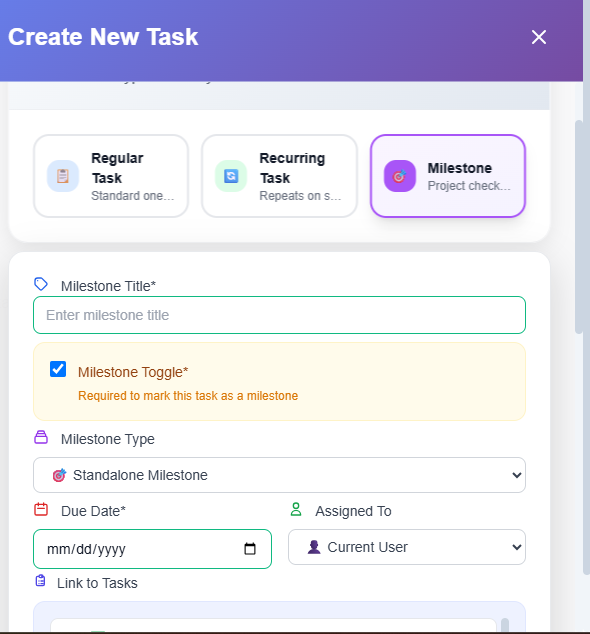 Create New Task
Regular
Task
Standard one...
Recurring
Task
Repeats on s...
Milestone
Project check...
Milestone Title*
Enter milestone title
Milestone Toggle*
Required to mark this task as a milestone
Milestone Type
Standalone Milestone
Due Date*
Assigned To
mm/dd/yyyy
Current User
Link to Tasks